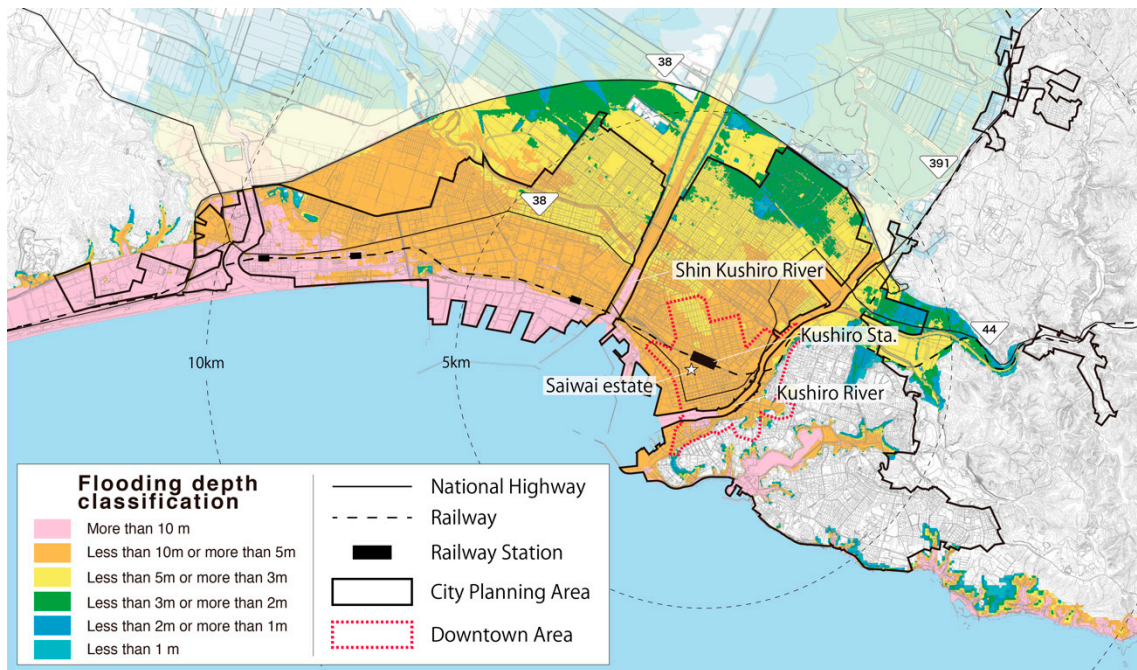 38
391
38
Shin Kushiro River
44
Kushiro Sta.
10km
5km
Saiwai estate
Kushiro River
Flooding depth
classification
More than 10 m
Less than 10m or more than 5m
Less than 5m or more than 3m
Less than 3m or more than 2m
Less than 2m or more than 1m
Less than 1 m
National Highway
Railway
Railway Station
City Planning Area
Downtown Area